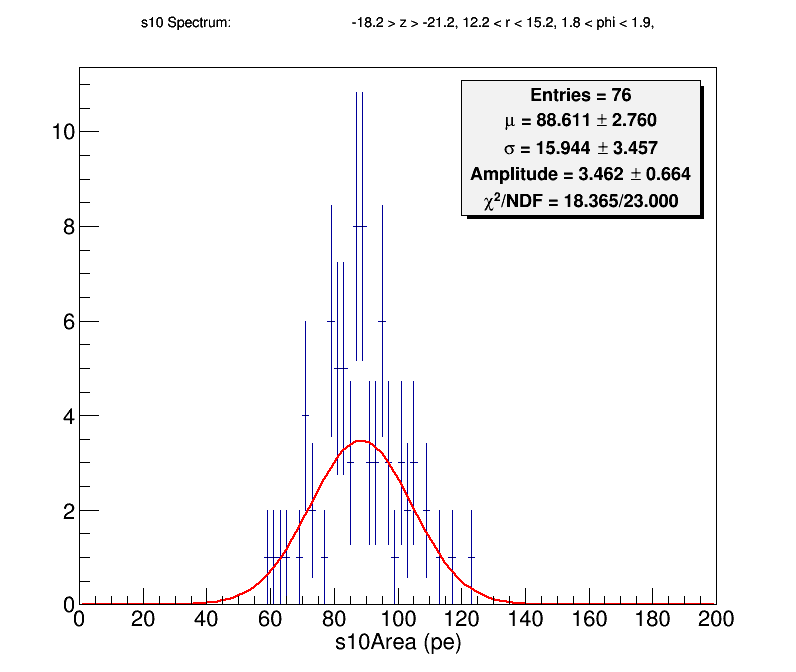 s10 Spectrum: -18.2 > z > -21.2, 12.2 < r < 15.2, 1.8 < phi < 1.9,
Entries = 76
μ = 88.611 ± 2.760
σ = 15.944 ± 3.457
Amplitude = 3.462 ± 0.664
χ²/NDF = 18.365/23.000
10
8
6
4
2
0
0 20 40 60 80 100 120 140 160 180 200
s10Area (pe)